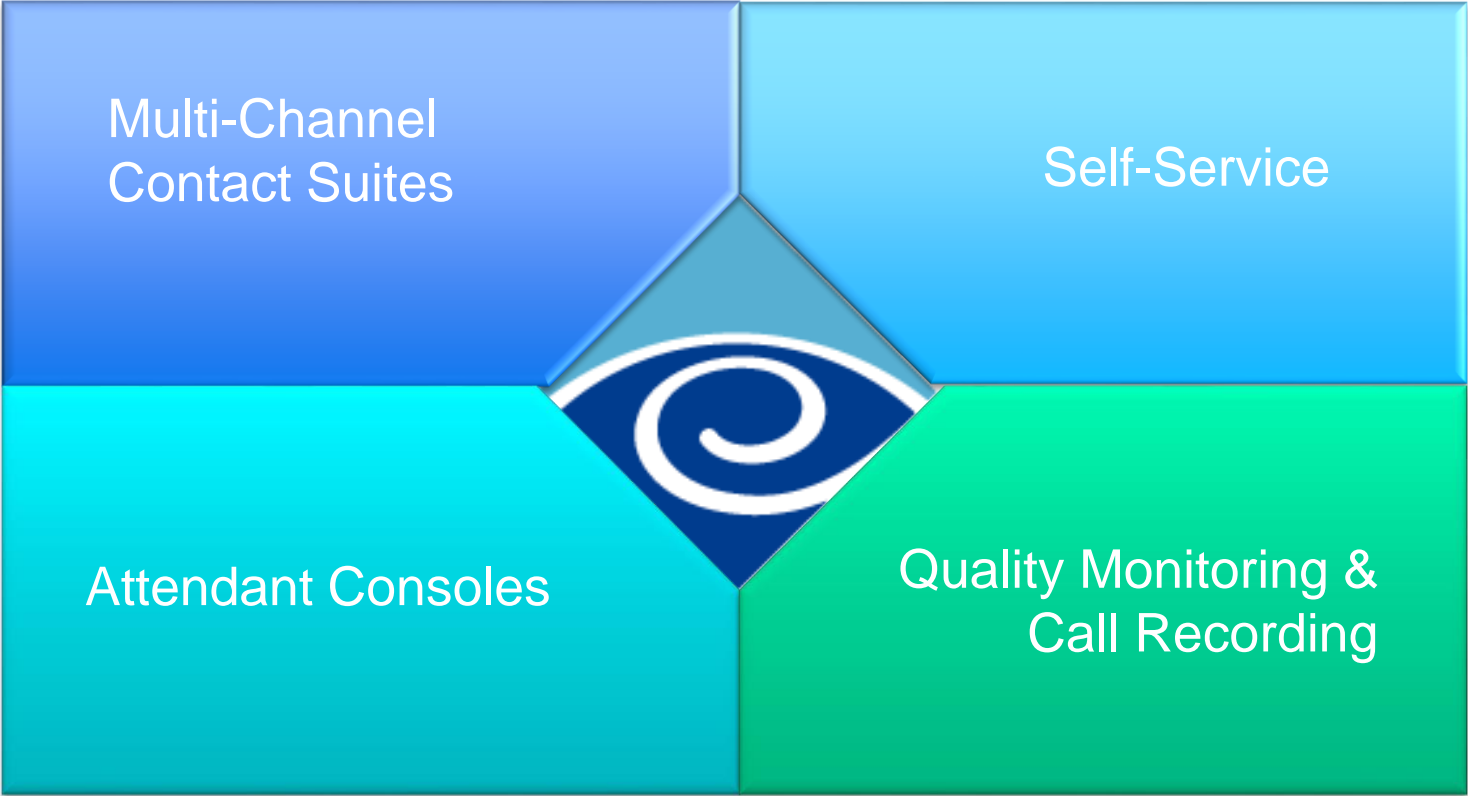 Multi-Channel
Contact Suites
Self-Service
Attendant Consoles
Quality Monitoring &
Call Recording